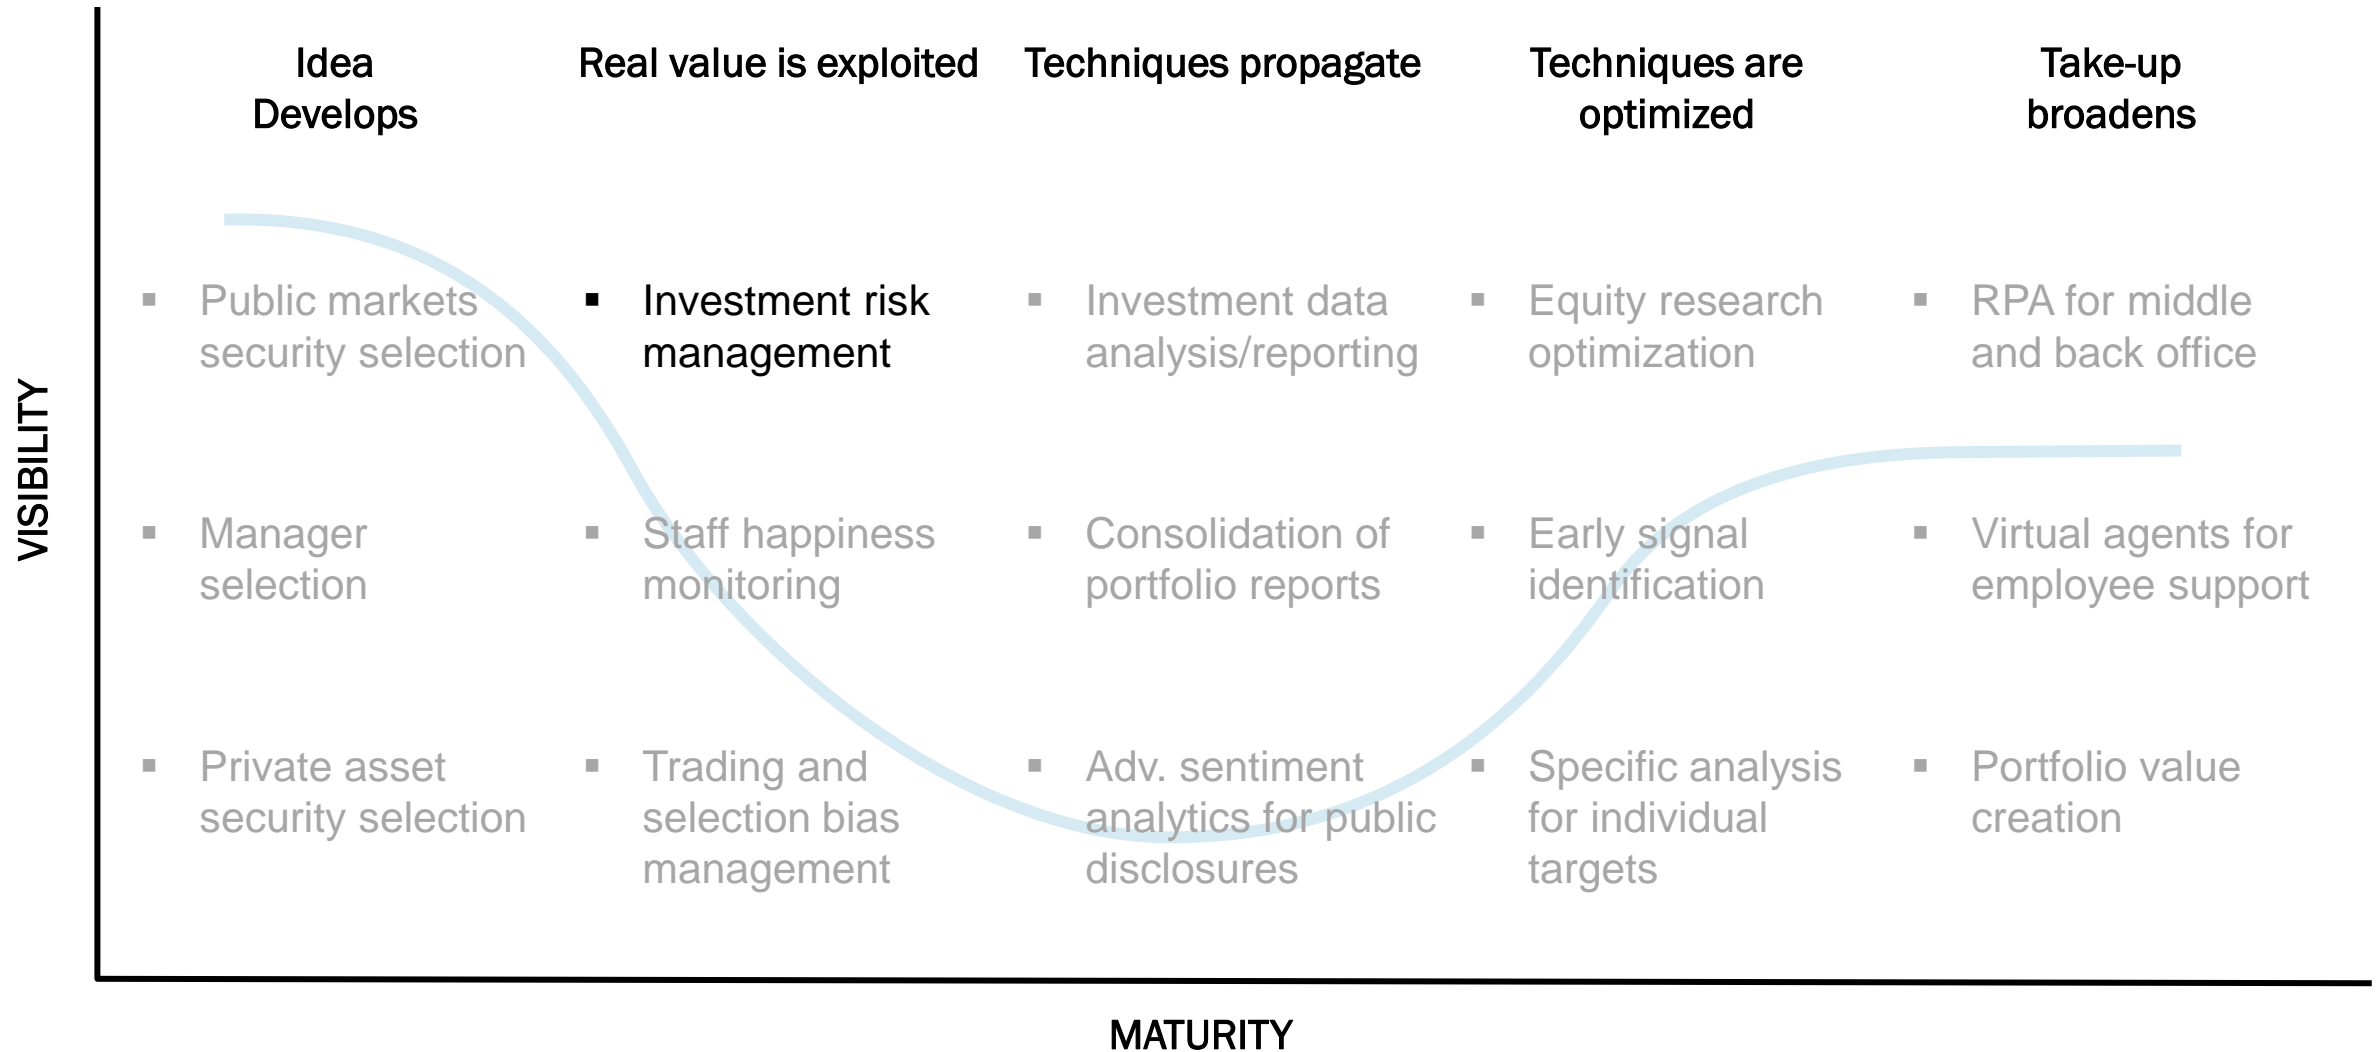 Idea
Develops
Real value is exploited
Techniques propagate
Techniques are
optimized
Take-up
broadens
VISIBILITY
▪ Public markets
security selection
▪ Investment risk
management
▪ Investment data
analysis/reporting
▪ Equity research
optimization
▪ RPA for middle
and back office
▪ Manager
selection
▪ Staff happiness
monitoring
▪ Consolidation of
portfolio reports
▪ Early signal
identification
▪ Virtual agents for
employee support
▪ Private asset
security selection
▪ Trading and
selection bias
management
▪ Adv. sentiment
analytics for public
disclosures
▪ Specific analysis
for individual
targets
▪ Portfolio value
creation
MATURITY